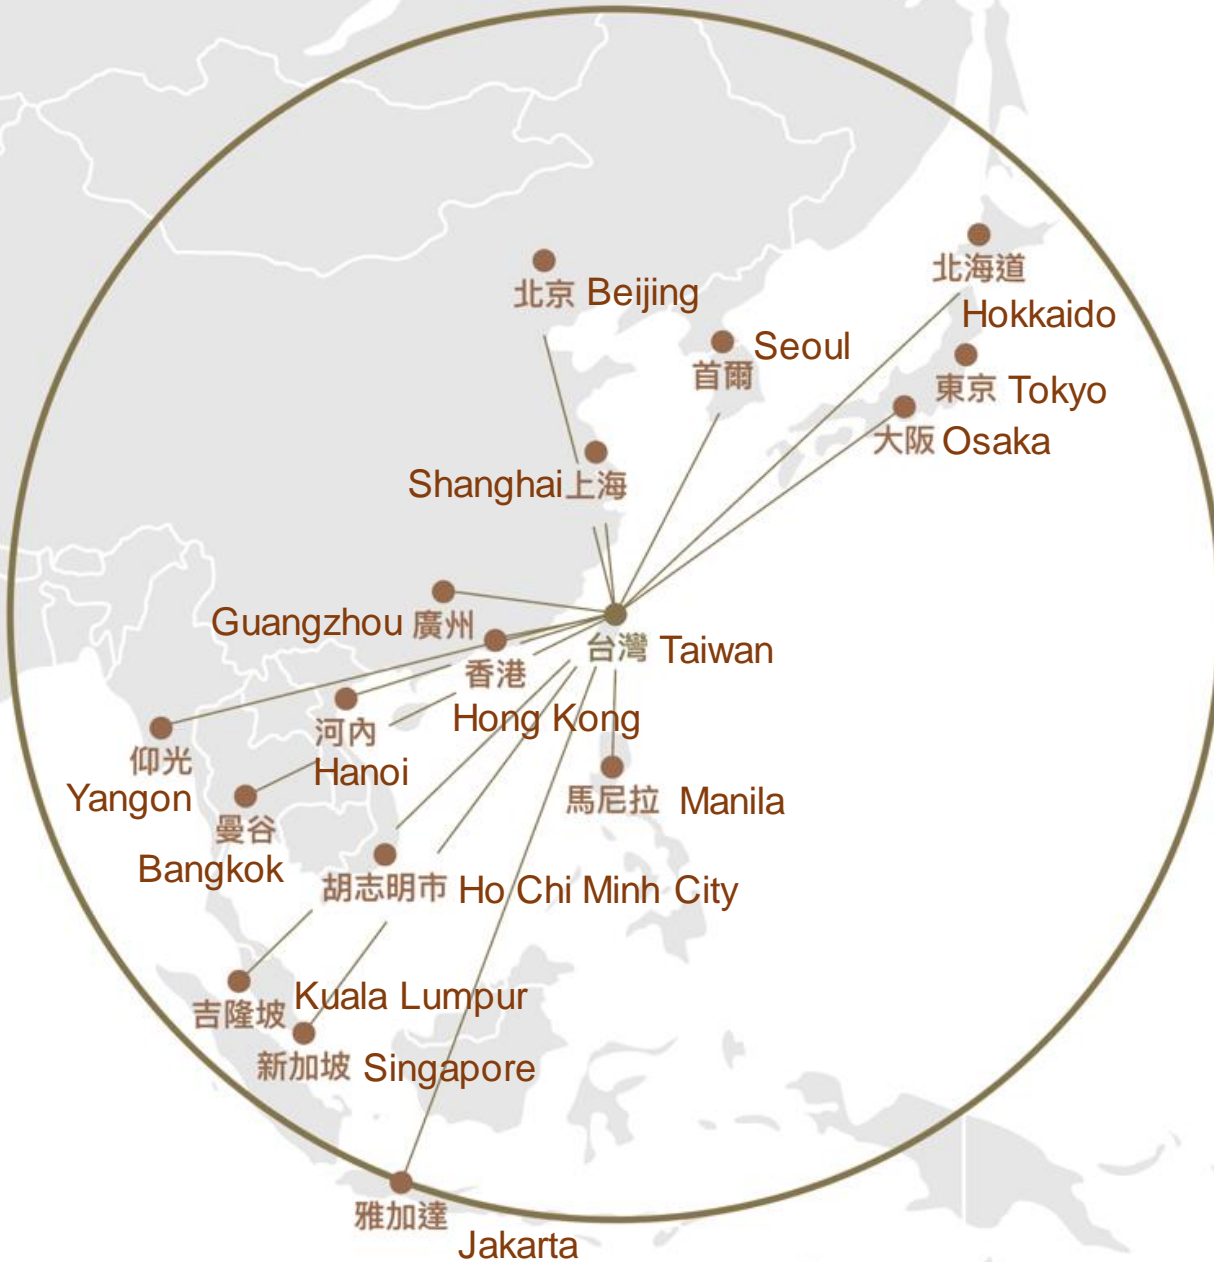 北海道
Hokkaido
北京 Beijing
首爾 Seoul
東京 Tokyo
大阪 Osaka
Shanghai 上海
Guangzhou 廣州
台灣 Taiwan
香港
Hong Kong
河內
Hanoi
仰光
Yangon
馬尼拉 Manila
曼谷
Bangkok
胡志明市 Ho Chi Minh City
吉隆坡 Kuala Lumpur
新加坡 Singapore
雅加達
Jakarta